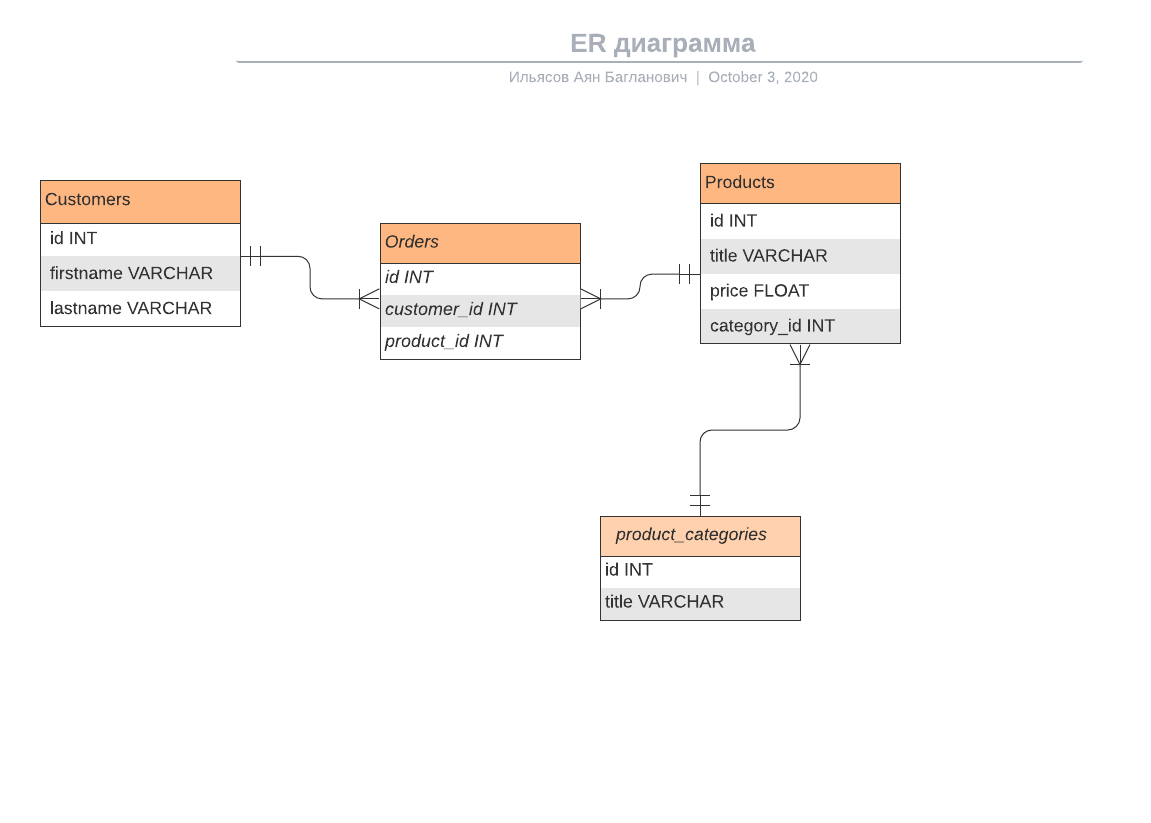 ER диаграмма
Ильясов Аян Багланович | October 3, 2020
Customers
id INT
firstname VARCHAR
lastname VARCHAR
Orders
id INT
customer_id INT
product_id INT
Products
id INT
title VARCHAR
price FLOAT
category_id INT
product_categories
id INT
title VARCHAR